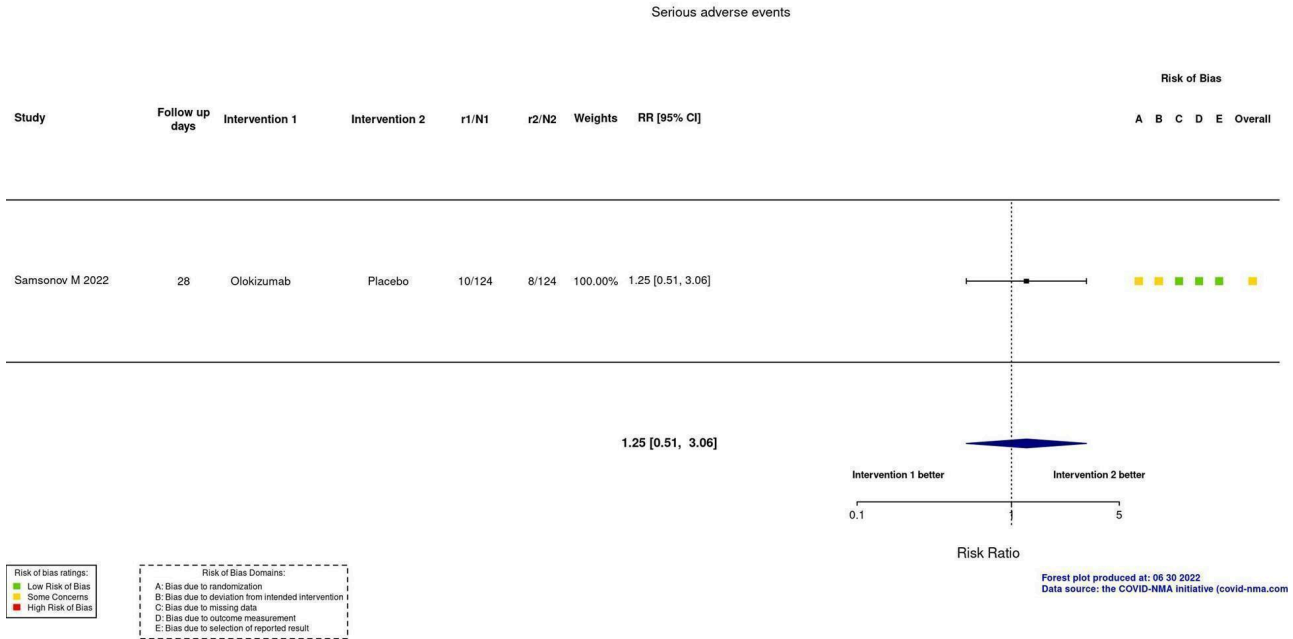 Serious adverse events
Risk of Bias
Study Follow up days Intervention 1 Intervention 2 r1/N1 r2/N2 Weights RR [95% CI] A B C D E Overall
Samsonov M 2022 28 Olokizumab Placebo 10/124 8/124 100.00% 1.25 [0.51, 3.06]
1.25 [0.51, 3.06]
Intervention 1 better Intervention 2 better
0.1 1 5
Risk Ratio
Risk of bias ratings:
Low Risk of Bias
Some Concerns
High Risk of Bias
Risk of Bias Domains:
A: Bias due to randomization
B: Bias due to deviation from intended intervention
C: Bias due to missing data
D: Bias due to outcome measurement
E: Bias due to selection of reported result
Forest plot produced at: 06 30 2022
Data source: the COVID-NMA initiative (covid-nma.com